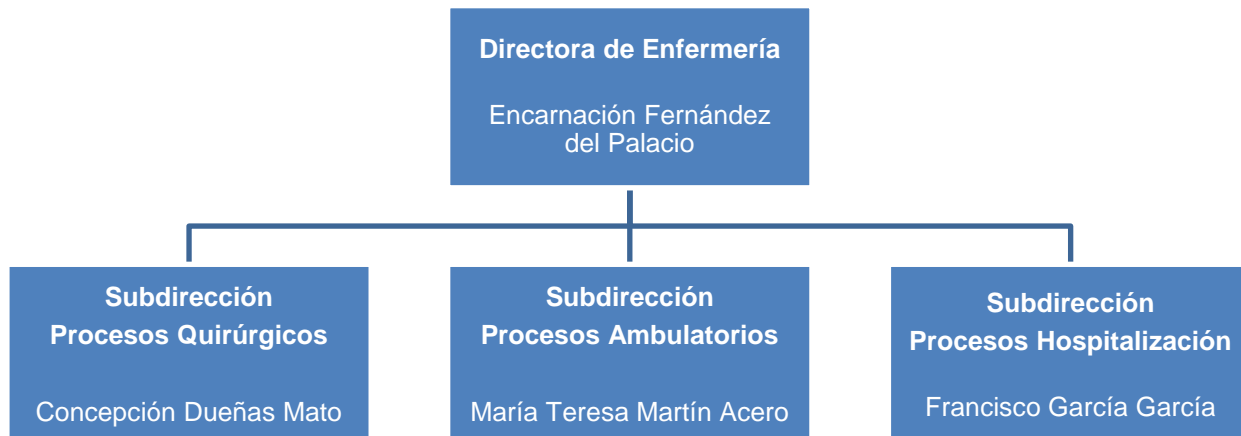 Directora de Enfermería
Encarnación Fernández
del Palacio
Subdirección
Procesos Quirúrgicos
Concepción Dueñas Mato
Subdirección
Procesos Ambulatorios
María Teresa Martín Acero
Subdirección
Procesos Hospitalización
Francisco García García